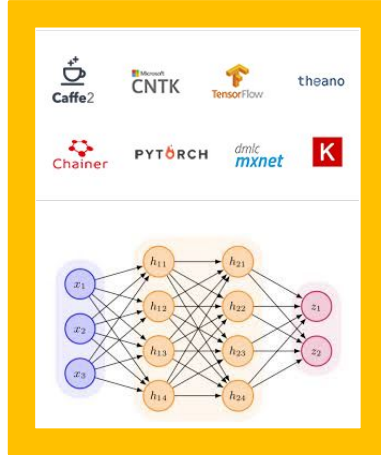 Caffe2
Microsoft
CNTK
TensorFlow
theano
Chainer
PYTORCH
dmlc
mxnet
K
x1
x2
x3
h11
h12
h13
h14
h21
h22
h23
h24
z1
z2